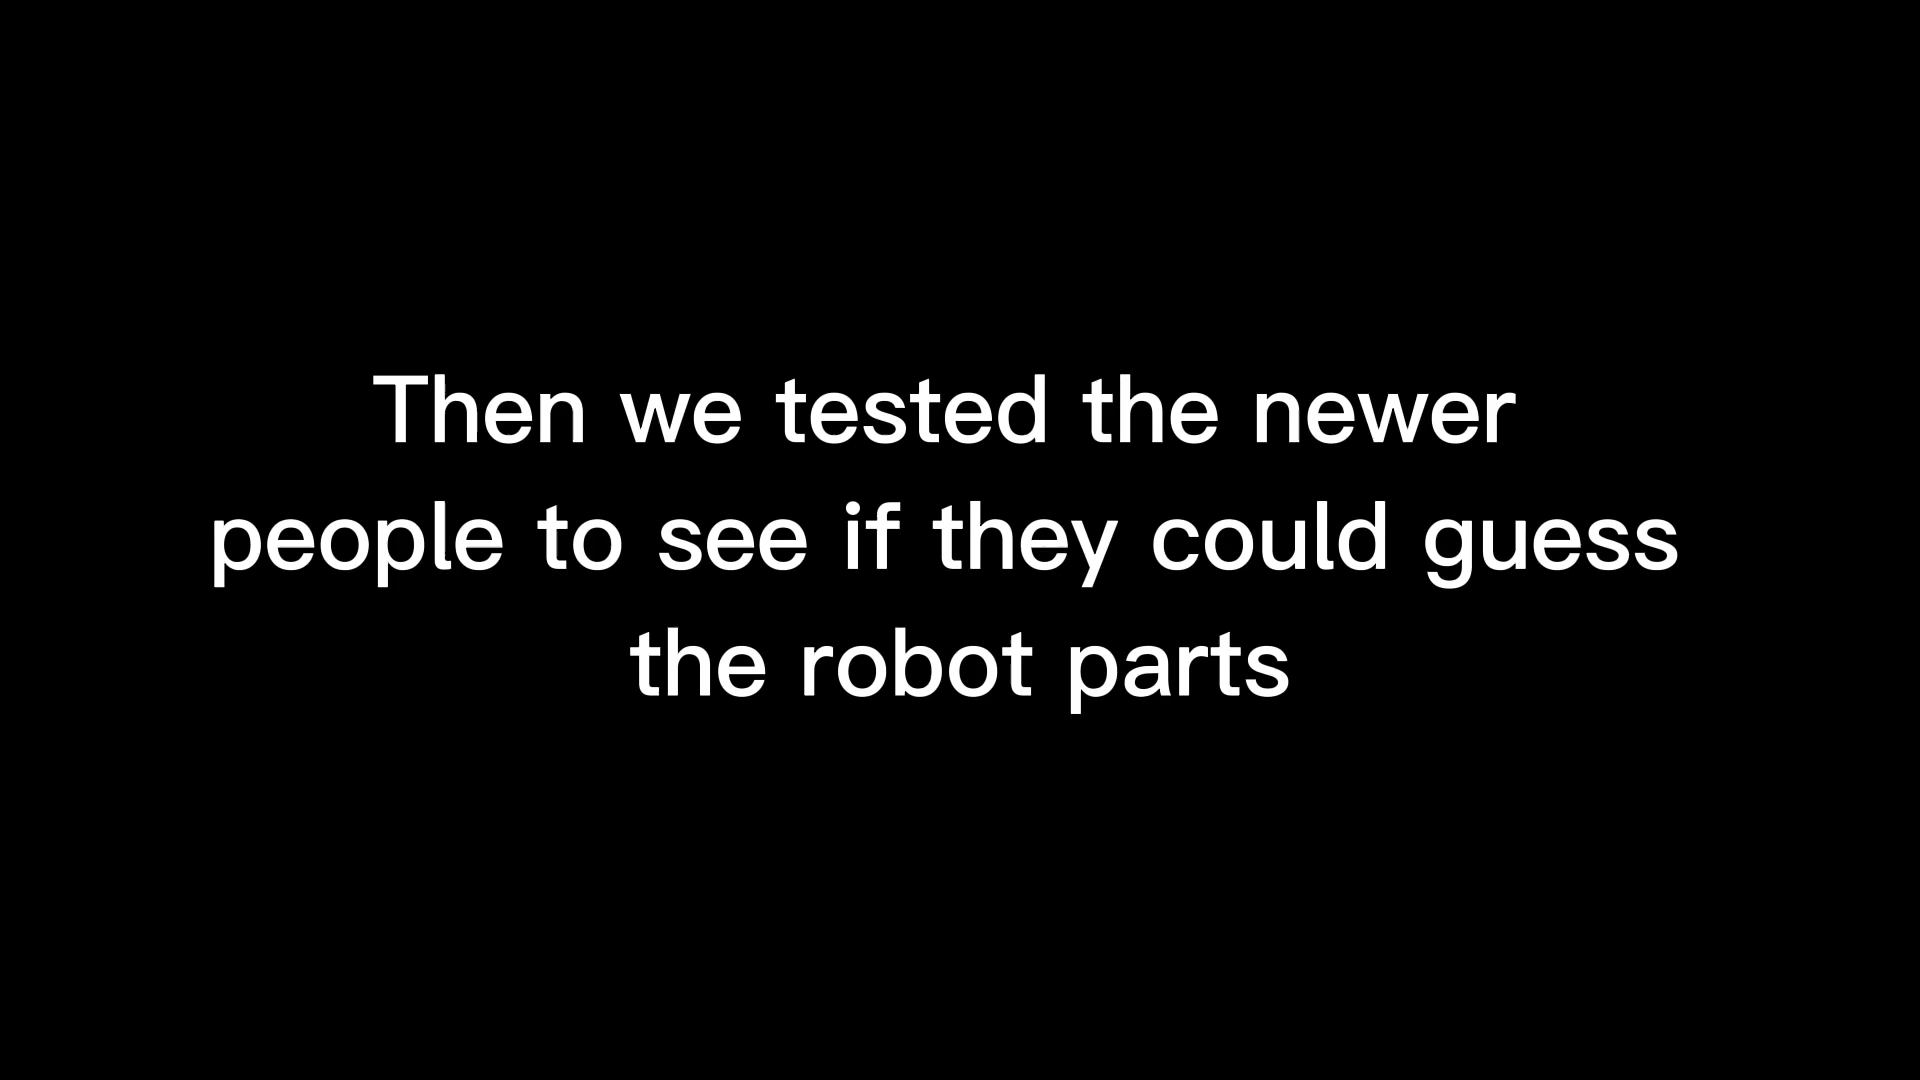 Then we tested the newer
people to see if they could guess
the robot parts